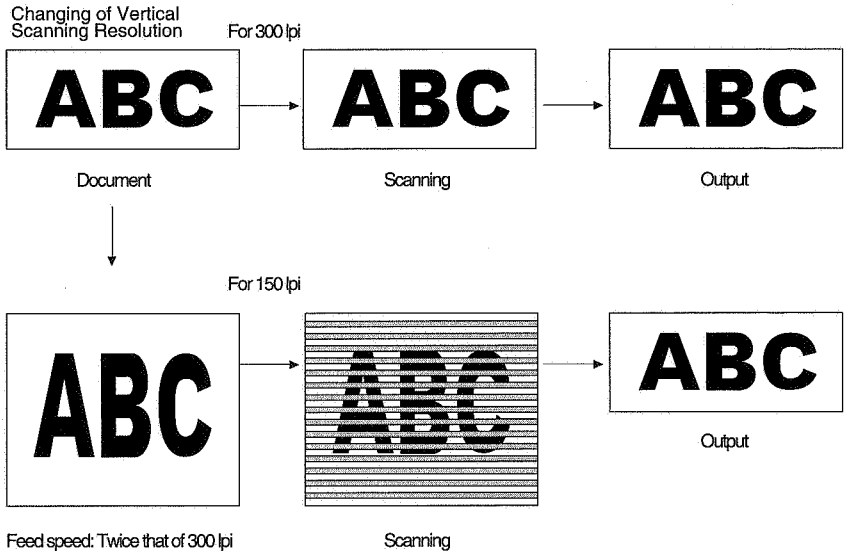 Changing of Vertical
Scanning Resolution
For 300 lpi
ABC
ABC
ABC
Document
Scanning
Output
For 150 lpi
ABC
ABC
ABC
Output
Feed speed: Twice that of 300 lpi
Scanning